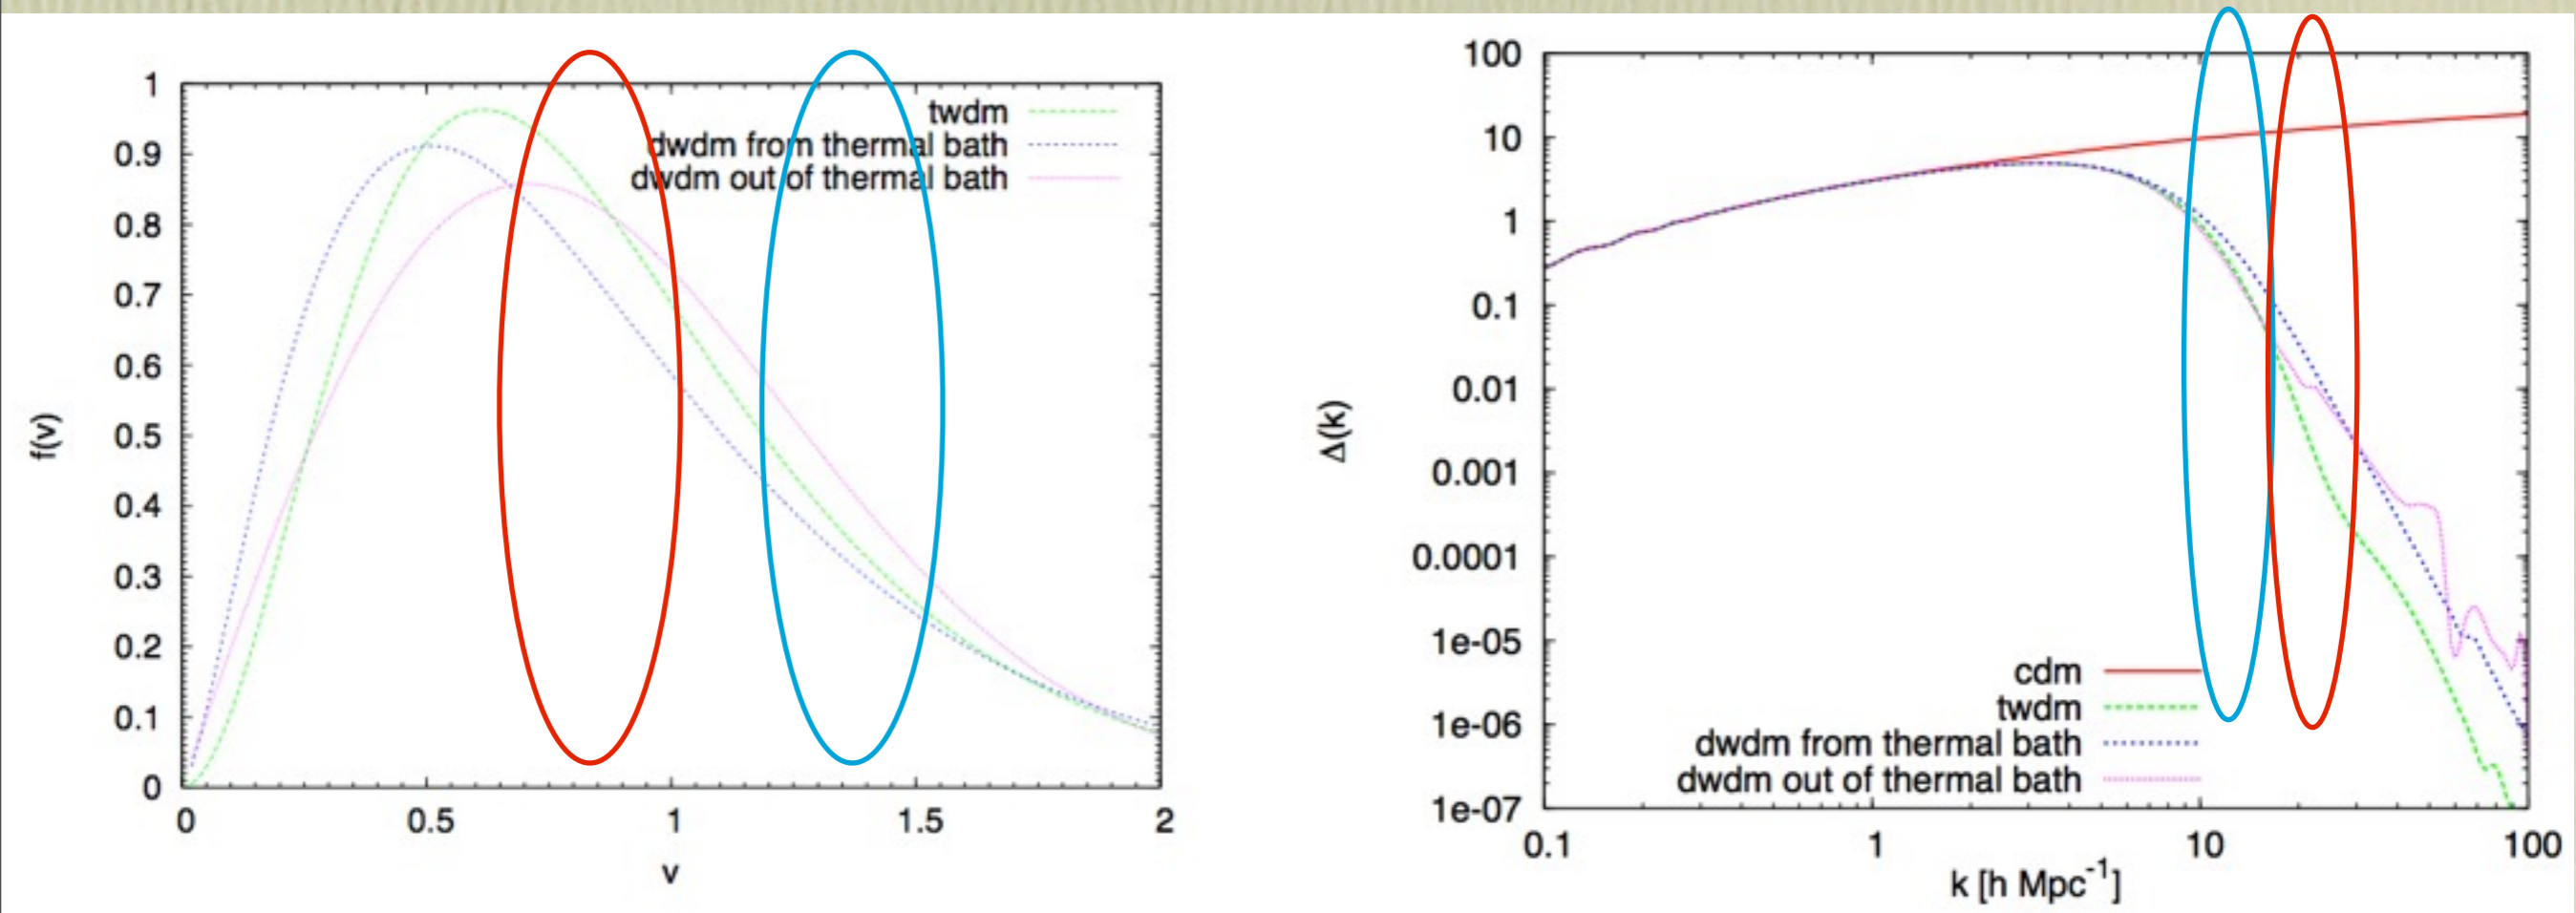 1
0.9
0.8
0.7
0.6
0.5
0.4
0.3
0.2
0.1
0
f(v)
twdm
dwdm from thermal bath
dwdm out of thermal bath
0 0.5 1 1.5 2
v
100
10
1
0.1
0.01
0.001
0.0001
1e-05
1e-06
1e-07
Δ(k)
cdm
twdm
dwdm from thermal bath
dwdm out of thermal bath
0.1 1 10 100
k [h Mpc⁻¹]